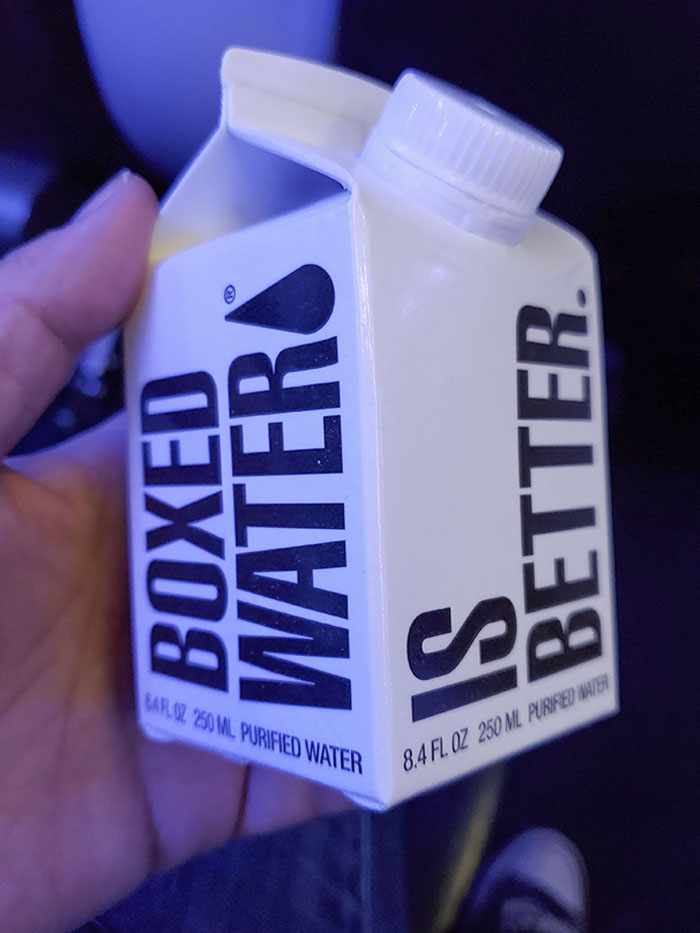 BOXED
WATER
®
8.4 FL OZ 250 ML PURIFIED WATER
IS
BETTER.
8.4 FL OZ 250 ML PURIFIED WATER